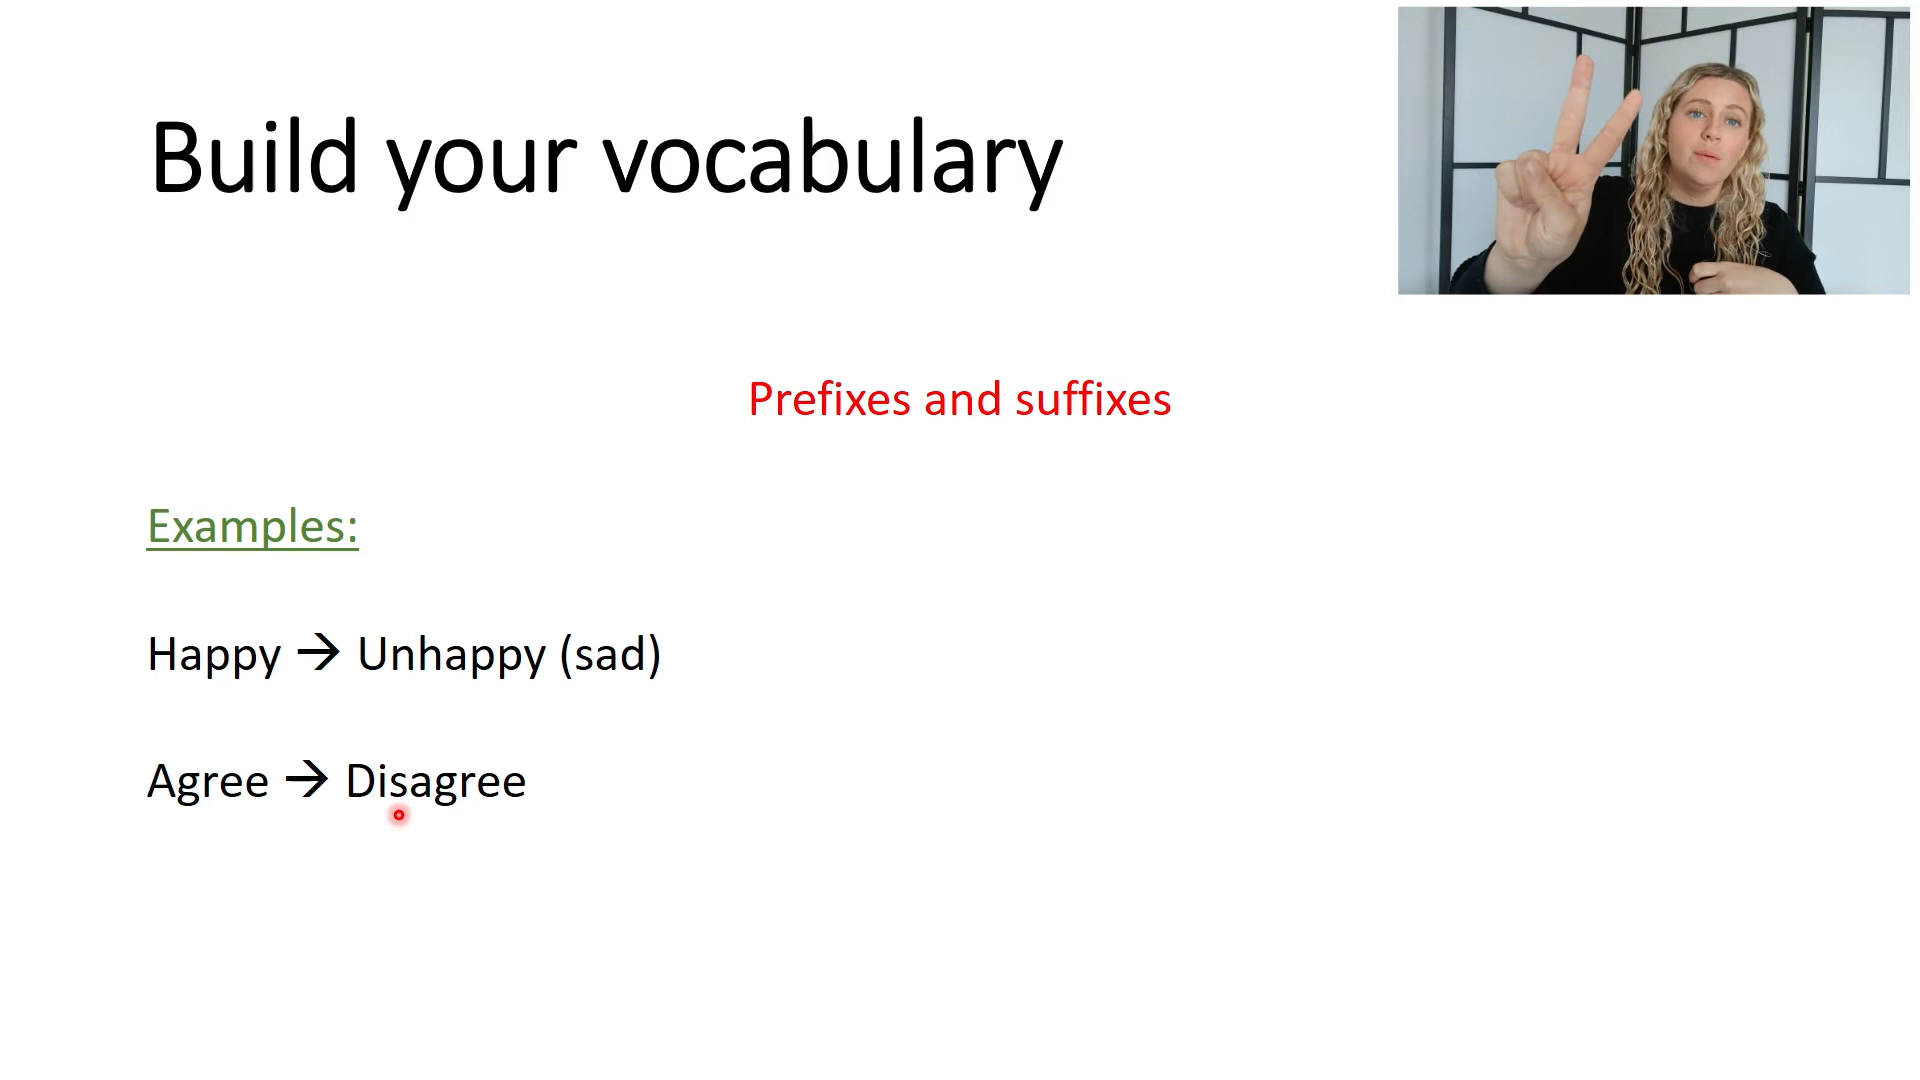 Build your vocabulary
Prefixes and suffixes
Examples:
Happy → Unhappy (sad)
Agree → Disagree